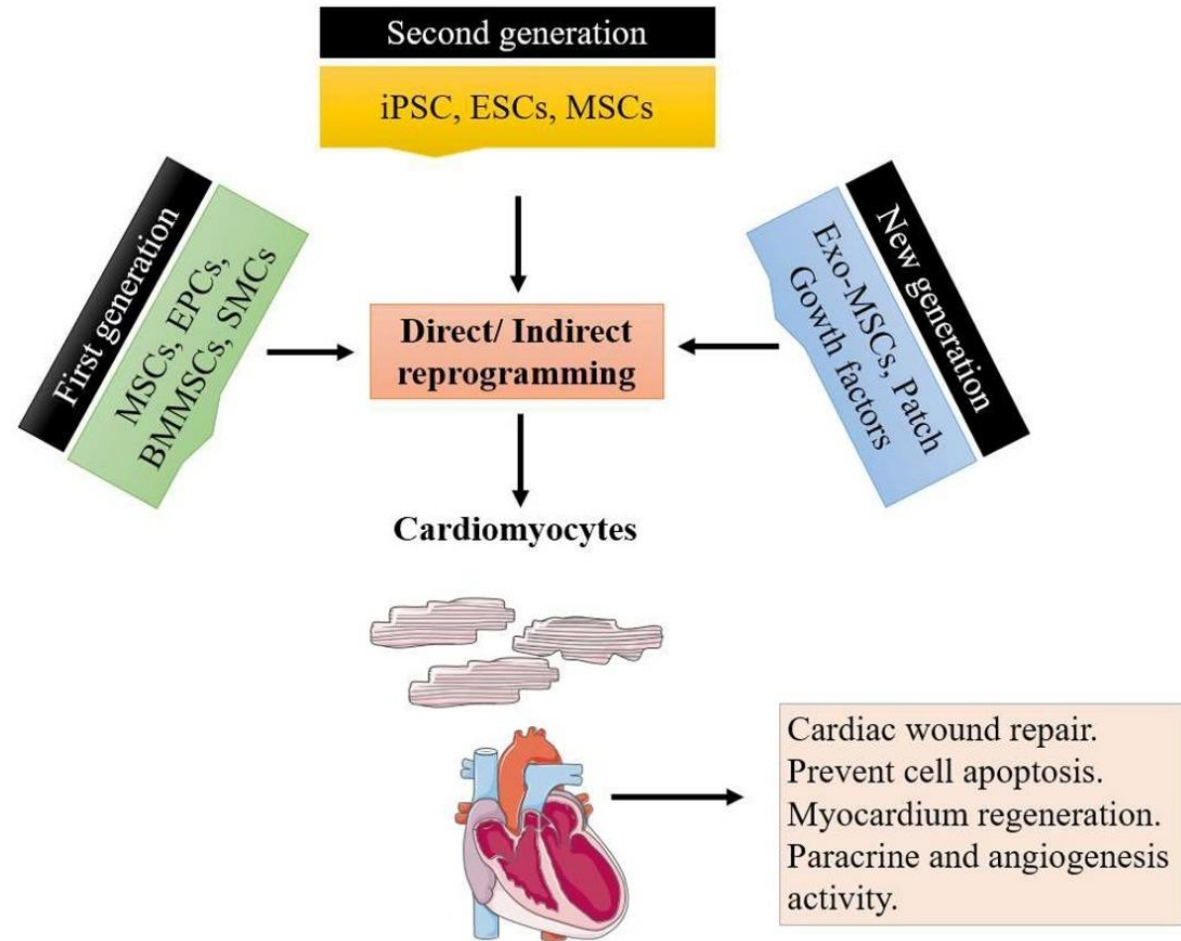 Second generation
iPSC, ESCs, MSCs
First generation
MSCs, EPCs,
BMMSCs, SMCs
New generation
Exo-MSCs, Patch
Gowth factors
Direct/ Indirect
reprogramming
Cardiomyocytes
Cardiac wound repair.
Prevent cell apoptosis.
Myocardium regeneration.
Paracrine and angiogenesis
activity.